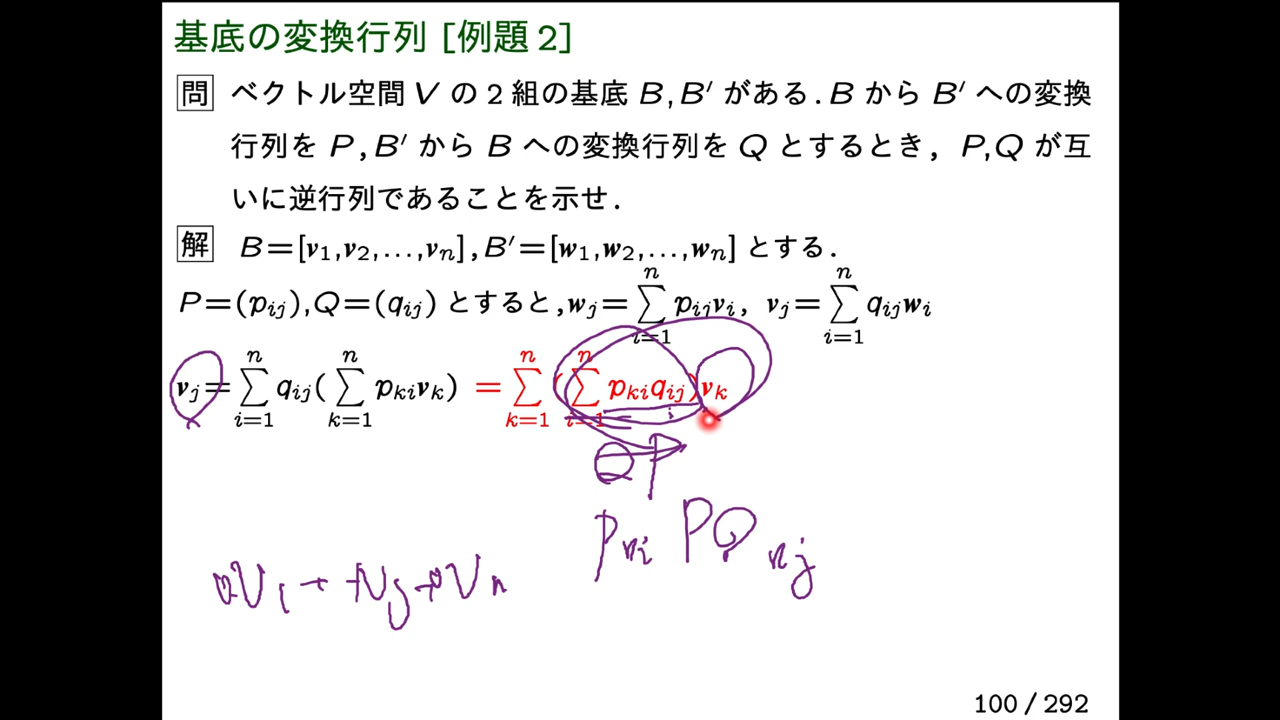 基底の変換行列 [例題 2]
問 ベクトル空間 V の 2 組の基底 B, B′ がある. B から B′ への変換
行列を P, B′ から B への変換行列を Q とするとき, P,Q が互
いに逆行列であることを示せ.
解 B=[v₁,v₂,…,vₙ], B′=[w₁,w₂,…,wₙ] とする.
P=(pᵢⱼ),Q=(qᵢⱼ) とすると, wⱼ=∑ᵢ₌₁ⁿ pᵢⱼvᵢ, vⱼ=∑ᵢ₌₁ⁿ qᵢⱼwᵢ
vⱼ=∑ᵢ₌₁ⁿ qᵢⱼ(∑ₖ₌₁ⁿ pₖᵢvₖ) =∑ₖ₌₁ⁿ (∑ᵢ₌₁ⁿ pₖᵢqᵢⱼ)vₖ
QP
PQ
100 / 292